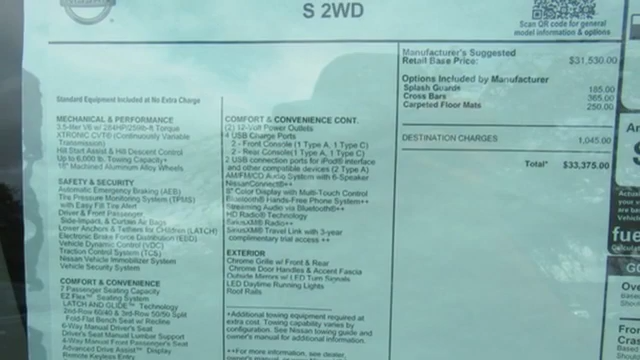 NISSAN
S 2WD
Scan QR code for general
model information & options
Standard Equipment Included at No Extra Charge
MECHANICAL & PERFORMANCE
3.5-liter V6 w/ 284HP/259lb-ft Torque
XTRONIC CVT® (Continuously Variable
Transmission)
Hill Start Assist & Hill Descent Control
Up to 6,000 lb. Towing Capacity+
18" Machined Aluminum Alloy Wheels
SAFETY & SECURITY
Automatic Emergency Braking (AEB)
Tire Pressure Monitoring System (TPMS)
with Easy Fill Tire Alert
Driver & Front Passenger,
Side-Impact, & Curtain Air Bags
Lower Anchors & Tethers for CHildren (LATCH)
Electronic Brake Force Distribution (EBD)
Vehicle Dynamic Control (VDC)
Traction Control System (TCS)
Nissan Vehicle Immobilizer System
Vehicle Security System
COMFORT & CONVENIENCE
7 Passenger Seating Capacity
EZ Flex™ Seating System
LATCH AND GLIDE™ Technology
2nd-Row 60/40 & 3rd-Row 50/50 Split
Fold-Flat Bench Seat w/ Recline
6-Way Manual Driver's Seat
Driver's Seat Manual Lumbar Support
4-Way Manual Front Passenger's Seat
Advanced Drive Assist™ Display
Remote Keyless Entry
COMFORT & CONVENIENCE CONT.
(2) 12-Volt Power Outlets
4 USB Charge Ports
2 - Front Console (1 Type A, 1 Type C)
2 - Rear Console(1 Type A, 1 Type C)
2 USB connection ports for iPod® interface
and other compatible devices (2 Type A)
AM/FM/CD Audio System with 6-Speaker
NissanConnect®++
8" Color Display with Multi-Touch Control
Bluetooth® Hands-Free Phone System++
Streaming Audio via Bluetooth®++
HD Radio® Technology
SiriusXM® Radio++
SiriusXM® Travel Link with 3-year
complimentary trial access ++
EXTERIOR
Chrome Grille w/ Front & Rear
Chrome Door Handles & Accent Fascia
Outside Mirrors w/ LED Turn Signals
LED Daytime Running Lights
Roof Rails
+Additional towing equipment required at
extra cost. Towing capability varies by
configuration. See Nissan towing guide and
owner's manual for additional information.
++For more information, see dealer,
Manufacturer's Suggested
Retail Base Price: $31,530.00
Options Included by Manufacturer
Splash Guards 185.00
Cross Bars 365.00
Carpeted Floor Mats 250.00
DESTINATION CHARGES 1,045.00
Total* $33,375.00